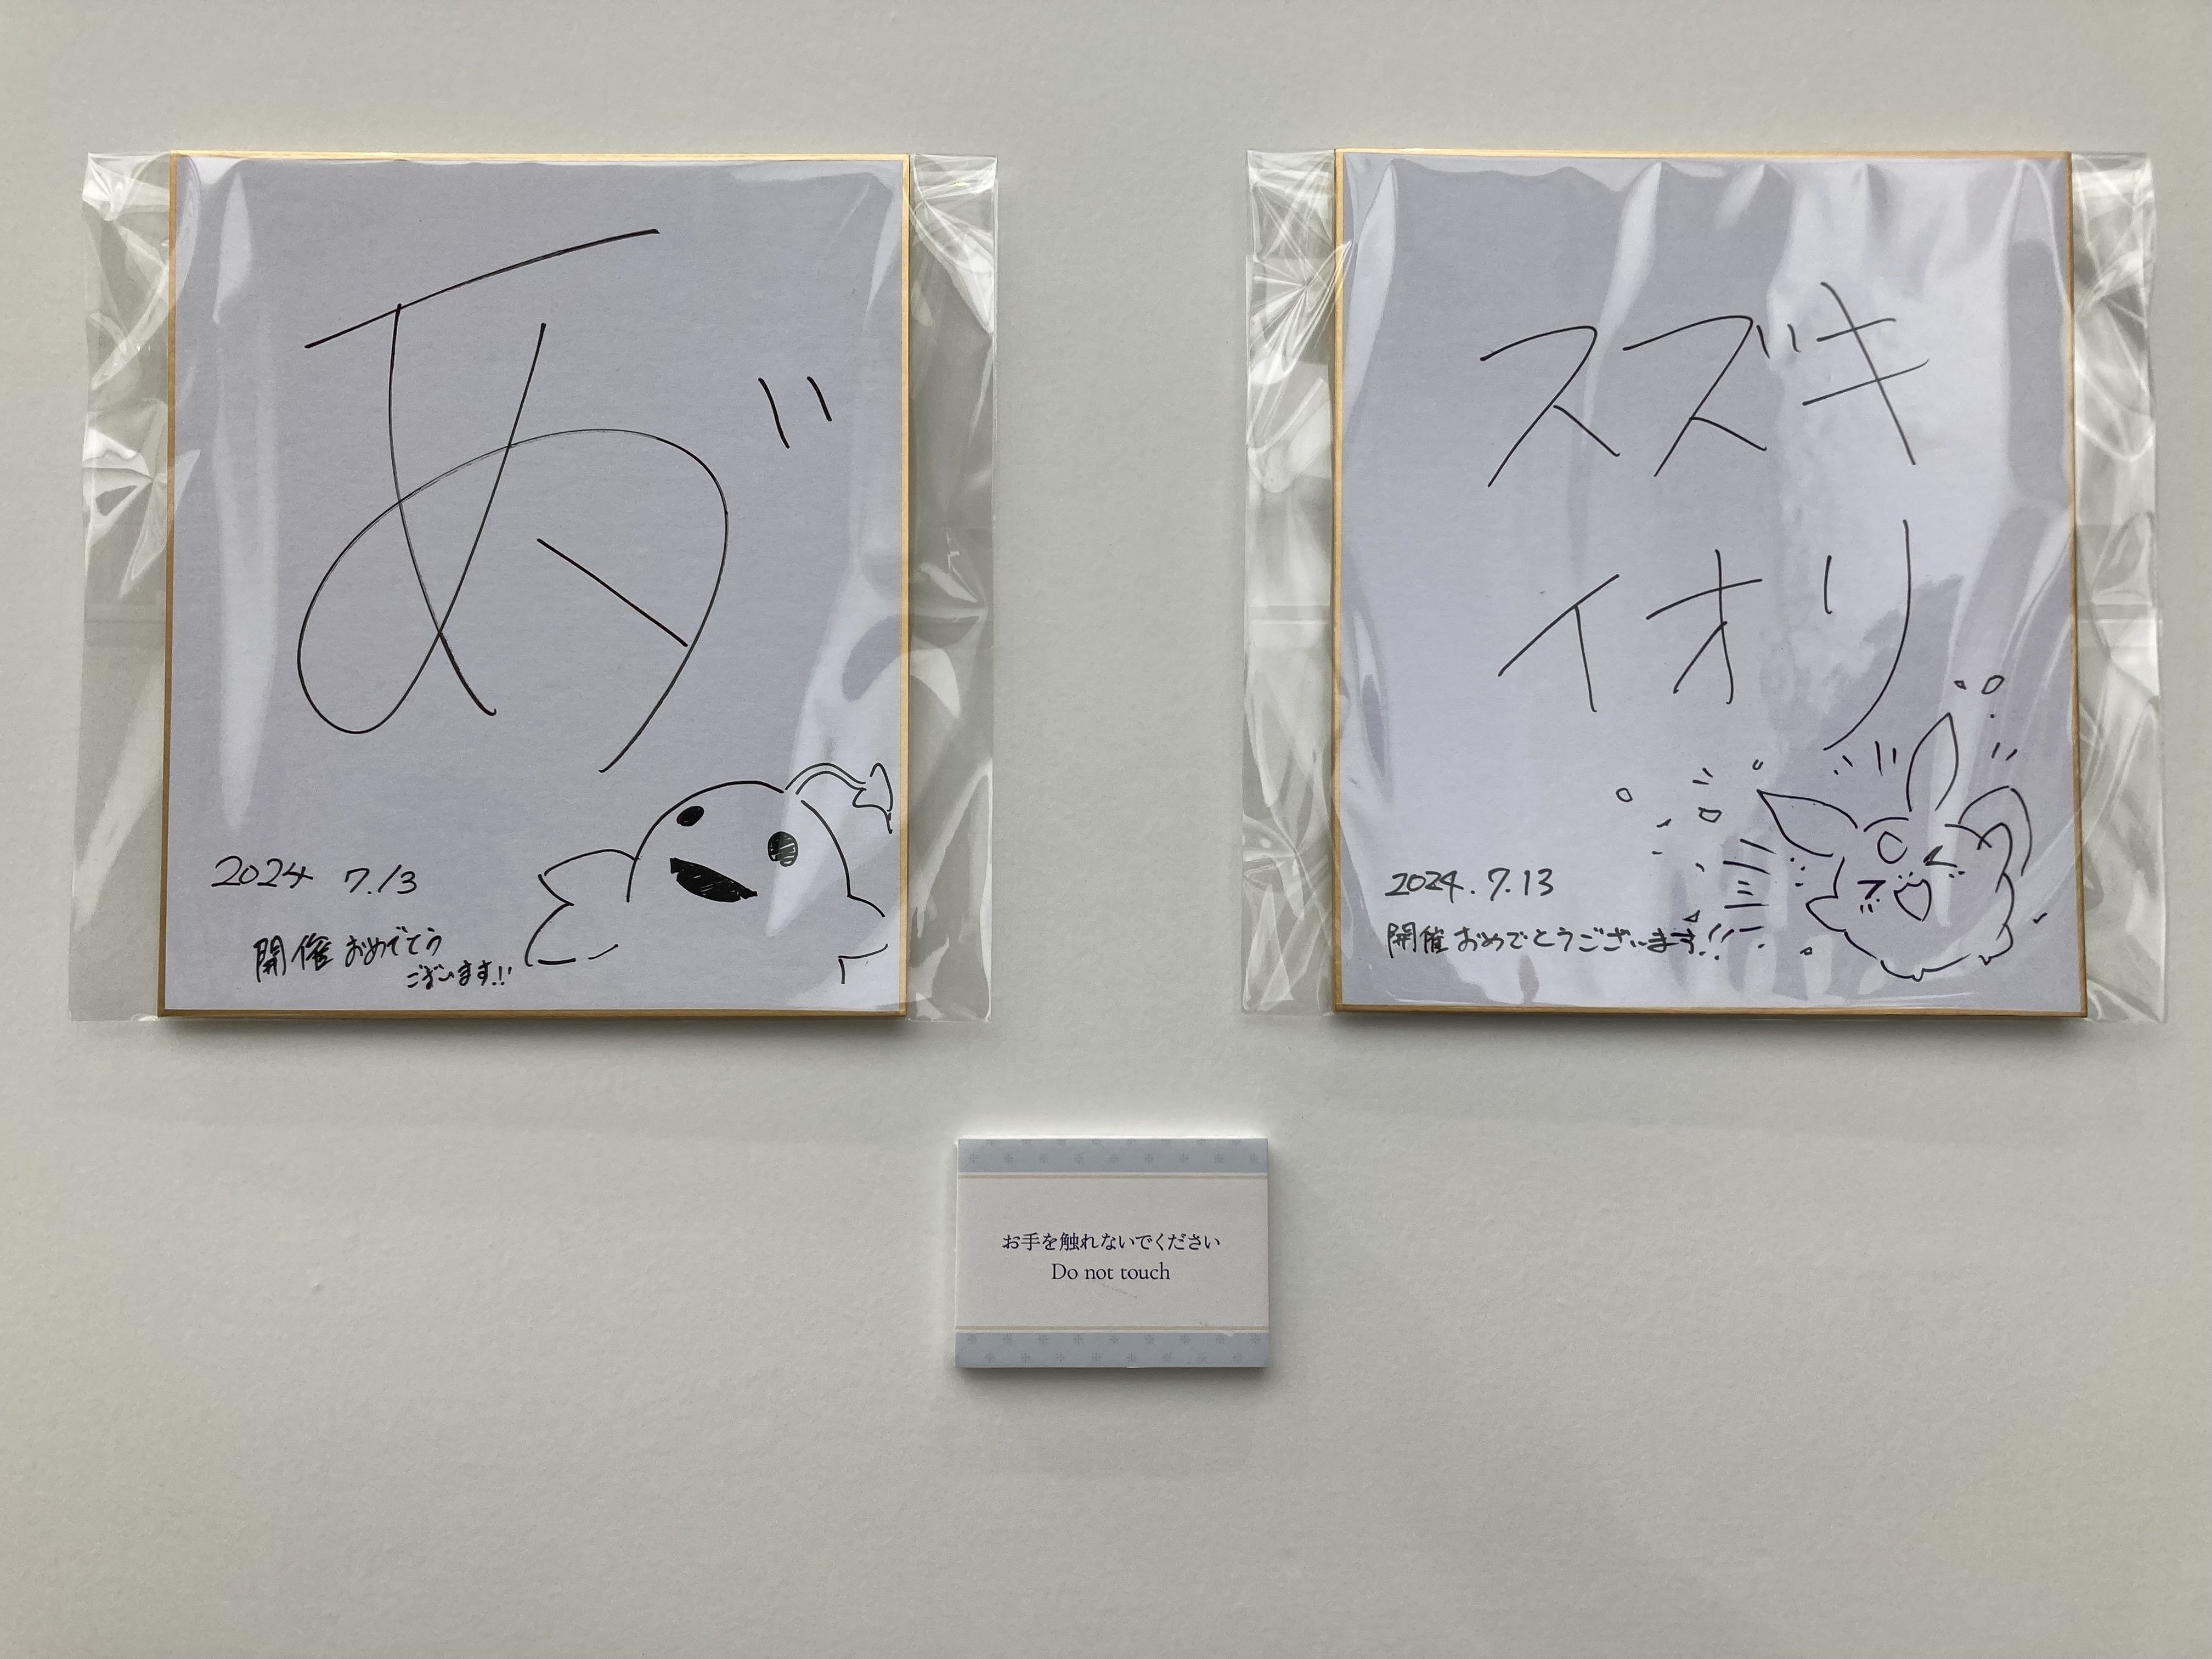 あ゛
2024 7.13
開催おめでとう
ございます!!
スズキ
イオリ
2024.7.13
開催おめでとうございます!!
お手を触れないでください
Do not touch